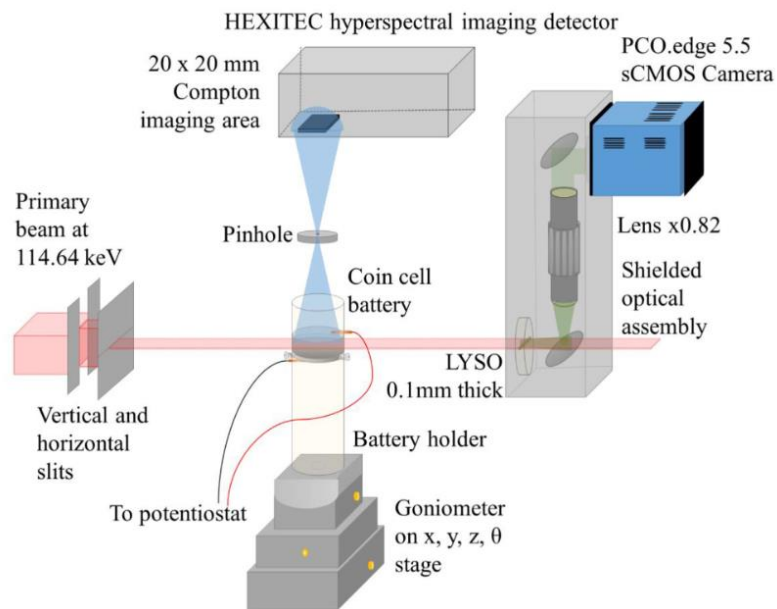 HEXITEC hyperspectral imaging detector
20 x 20 mm
Compton
imaging area
PCO.edge 5.5
sCMOS Camera
Primary
beam at
114.64 keV
Pinhole
Lens x0.82
Coin cell
battery
Shielded
optical
assembly
LYSO
0.1mm thick
Vertical and
horizontal
slits
Battery holder
To potentiostat
Goniometer
on x, y, z, θ
stage